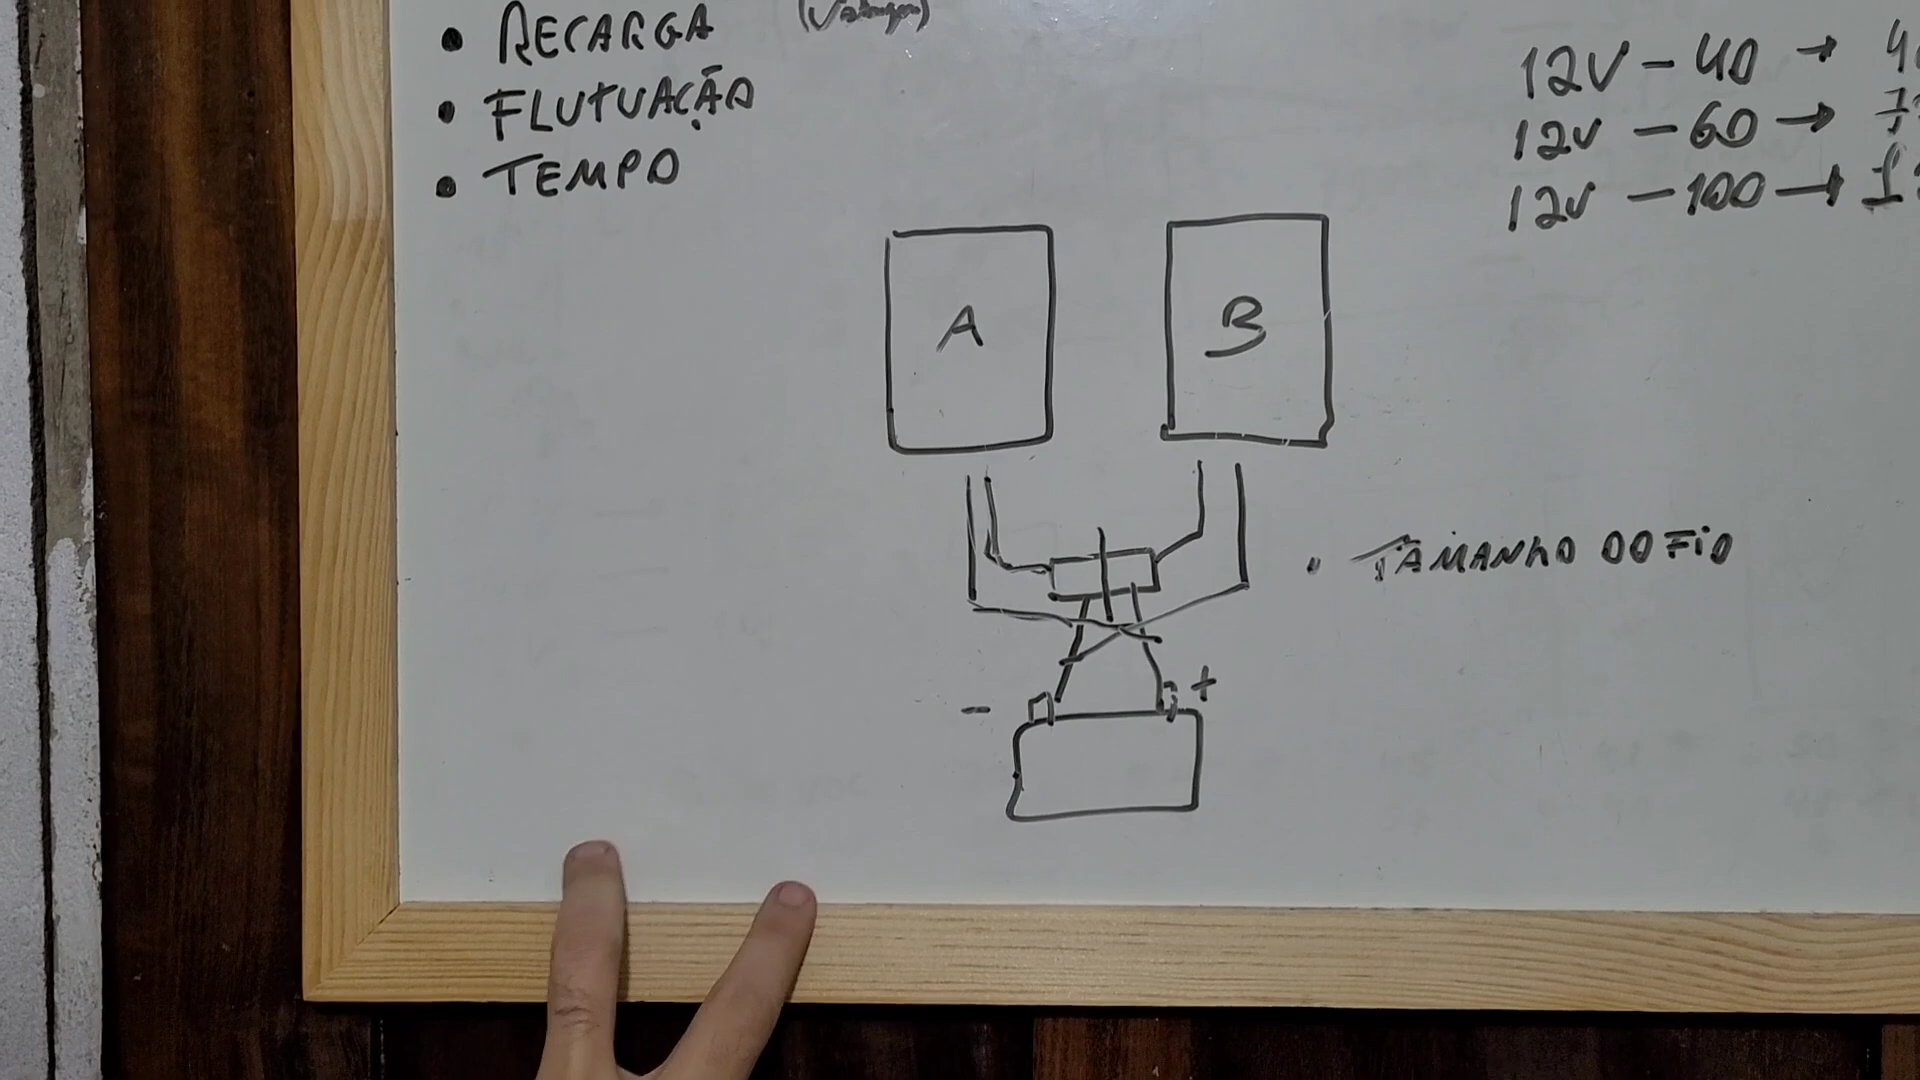 • RECARGA
• FLUTUAÇÃO
• TEMPO
12V - 40 →
12V - 60 →
12V - 100 →
A
B
• TAMANHO DO FIO
- +